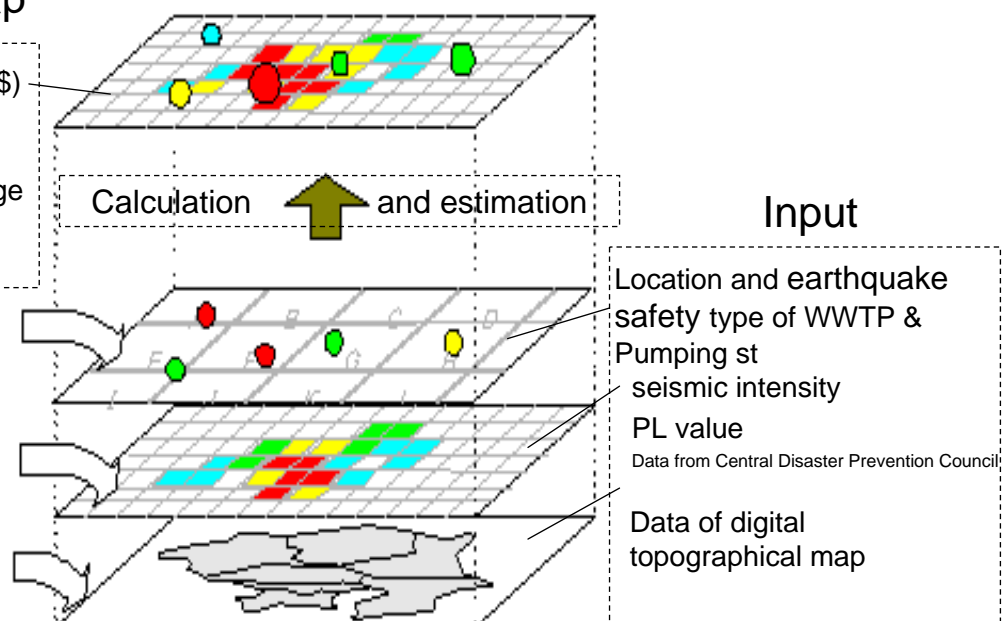 $)
ge
Calculation and estimation
Input
Location and earthquake
safety type of WWTP &
Pumping st
seismic intensity
PL value
Data from Central Disaster Prevention Council
Data of digital
topographical map
B C D
E F G H
I J K L